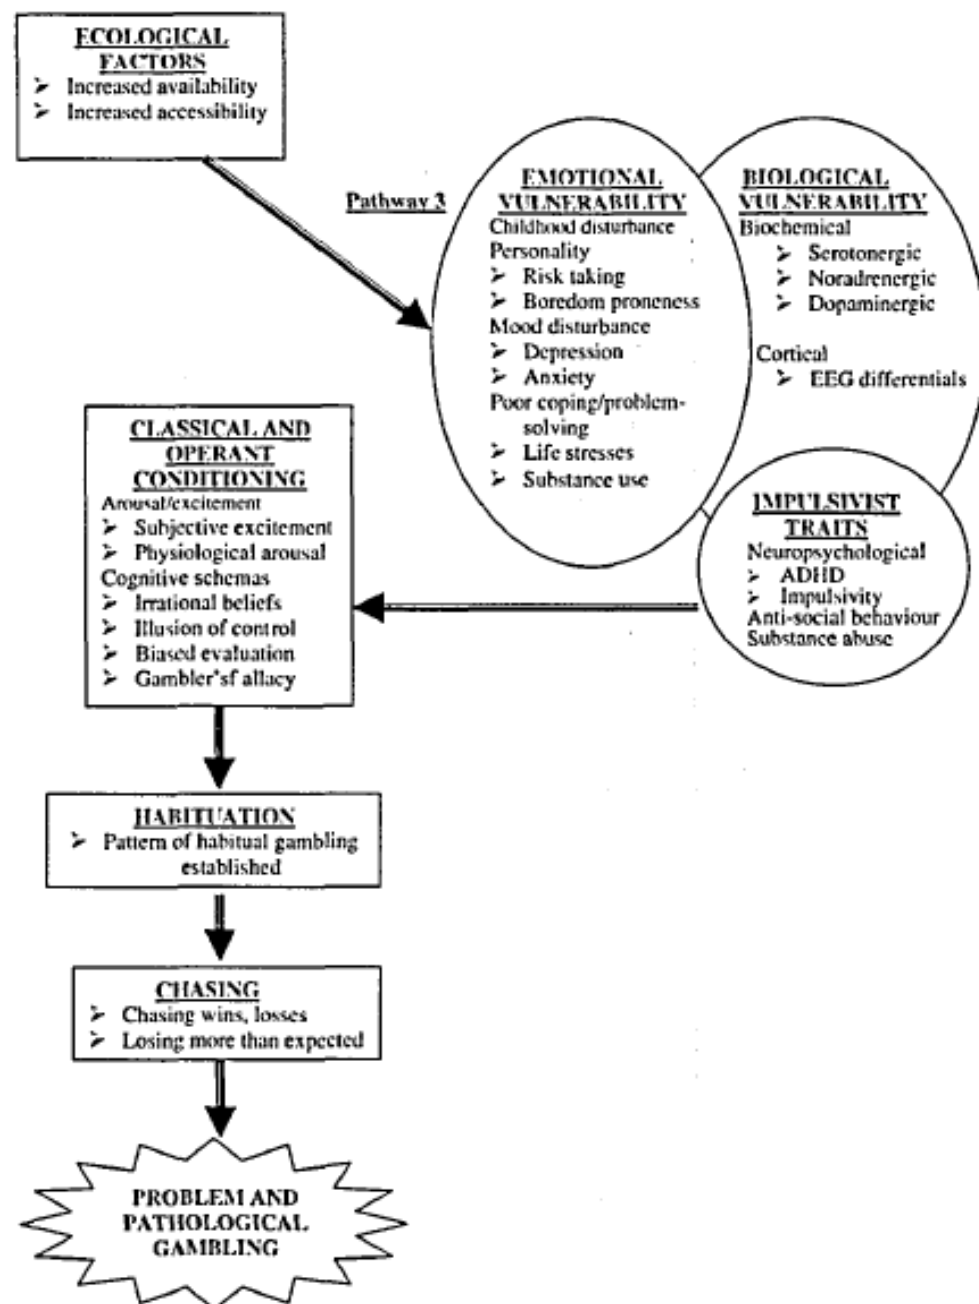 ECOLOGICAL
FACTORS
➢ Increased availability
➢ Increased accessibility
Pathway 3
EMOTIONAL
VULNERABILITY
Childhood disturbance
Personality
➢ Risk taking
➢ Boredom proneness
Mood disturbance
➢ Depression
➢ Anxiety
Poor coping/problem-
solving
➢ Life stresses
➢ Substance use
BIOLOGICAL
VULNERABILITY
Biochemical
➢ Serotonergic
➢ Noradrenergic
➢ Dopaminergic
Cortical
➢ EEG differentials
IMPULSIVIST
TRAITS
Neuropsychological
➢ ADHD
➢ Impulsivity
Anti-social behaviour
Substance abuse
CLASSICAL AND
OPERANT
CONDITIONING
Arousal/excitement
➢ Subjective excitement
➢ Physiological arousal
Cognitive schemas
➢ Irrational beliefs
➢ Illusion of control
➢ Biased evaluation
➢ Gambler'sf allacy
HABITUATION
➢ Pattern of habitual gambling
established
CHASING
➢ Chasing wins, losses
➢ Losing more than expected
PROBLEM AND
PATHOLOGICAL
GAMBLING